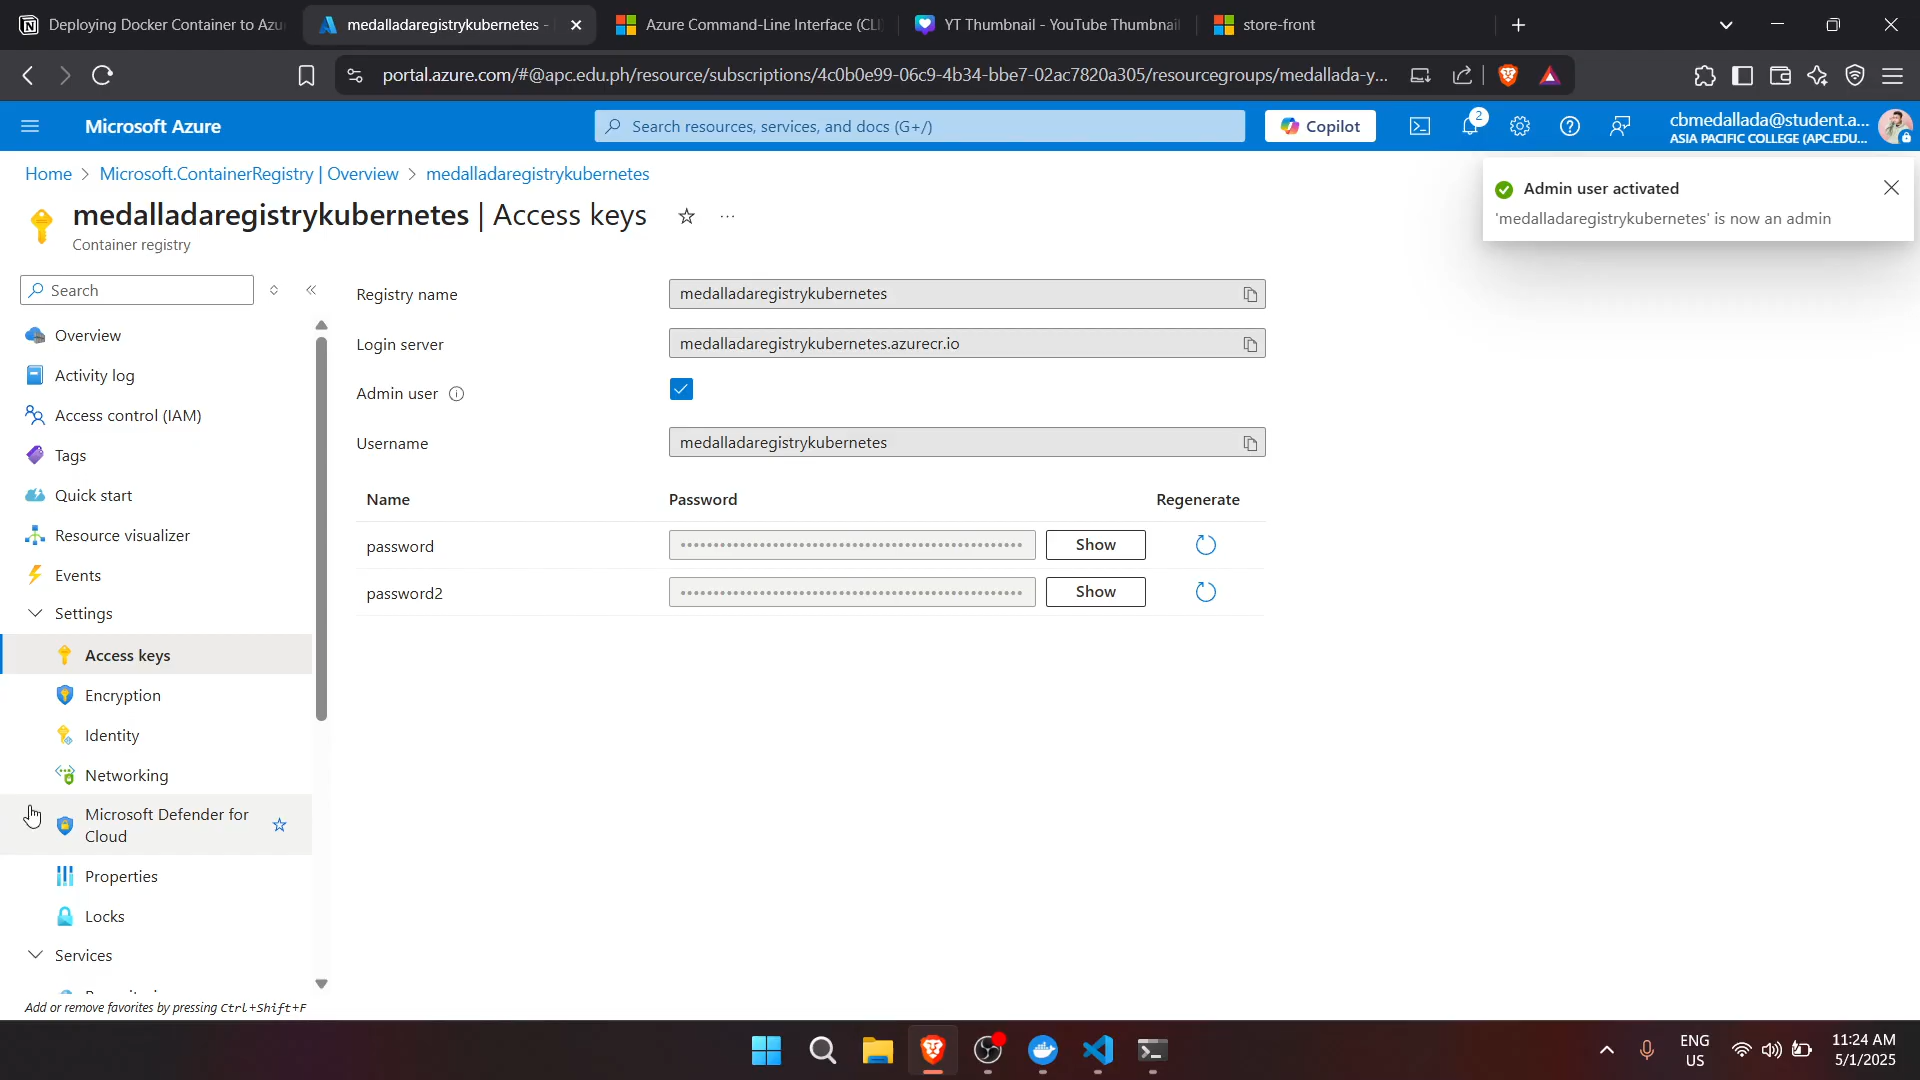 Deploying Docker Container to Azu
medalladaregistrykubernetes -
Azure Command-Line Interface (CLI
YT Thumbnail - YouTube Thumbnail
store-front
portal.azure.com/#@apc.edu.ph/resource/subscriptions/4c0b0e99-06c9-4b34-bbe7-02ac7820a305/resourcegroups/medallada-y...
Microsoft Azure
Search resources, services, and docs (G+/)
Copilot
2
cbmedallada@student.a...
ASIA PACIFIC COLLEGE (APC.EDU...
Home > Microsoft.ContainerRegistry | Overview > medalladaregistrykubernetes
Admin user activated
'medalladaregistrykubernetes' is now an admin
medalladaregistrykubernetes | Access keys
Container registry
Search
Overview
Activity log
Access control (IAM)
Tags
Quick start
Resource visualizer
Events
Settings
Access keys
Encryption
Identity
Networking
Microsoft Defender for
Cloud
Properties
Locks
Services
Add or remove favorites by pressing Ctrl+Shift+F
Registry name
medalladaregistrykubernetes
Login server
medalladaregistrykubernetes.azurecr.io
Admin user
Username
medalladaregistrykubernetes
Name Password Regenerate
password
Show
password2
Show
ENG
US
11:24 AM
5/1/2025